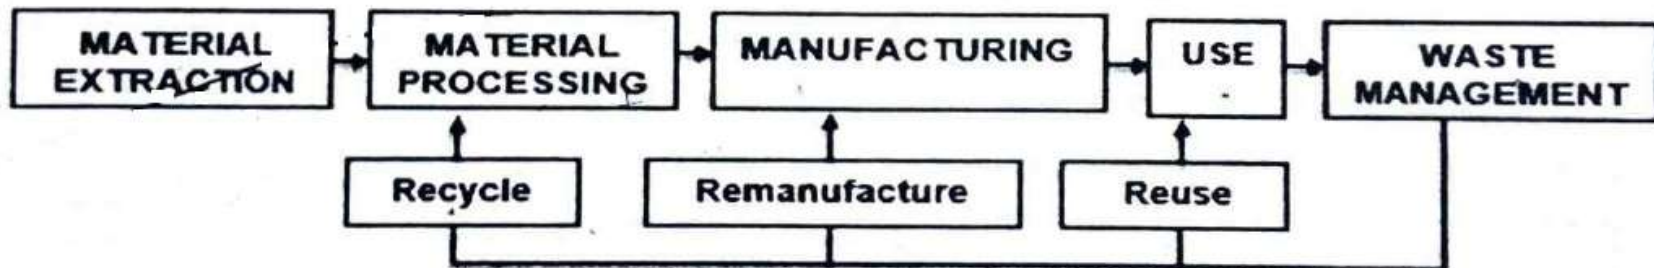 MATERIAL
EXTRACTION
MATERIAL
PROCESSING
MANUFACTURING
USE
WASTE
MANAGEMENT
Recycle
Remanufacture
Reuse